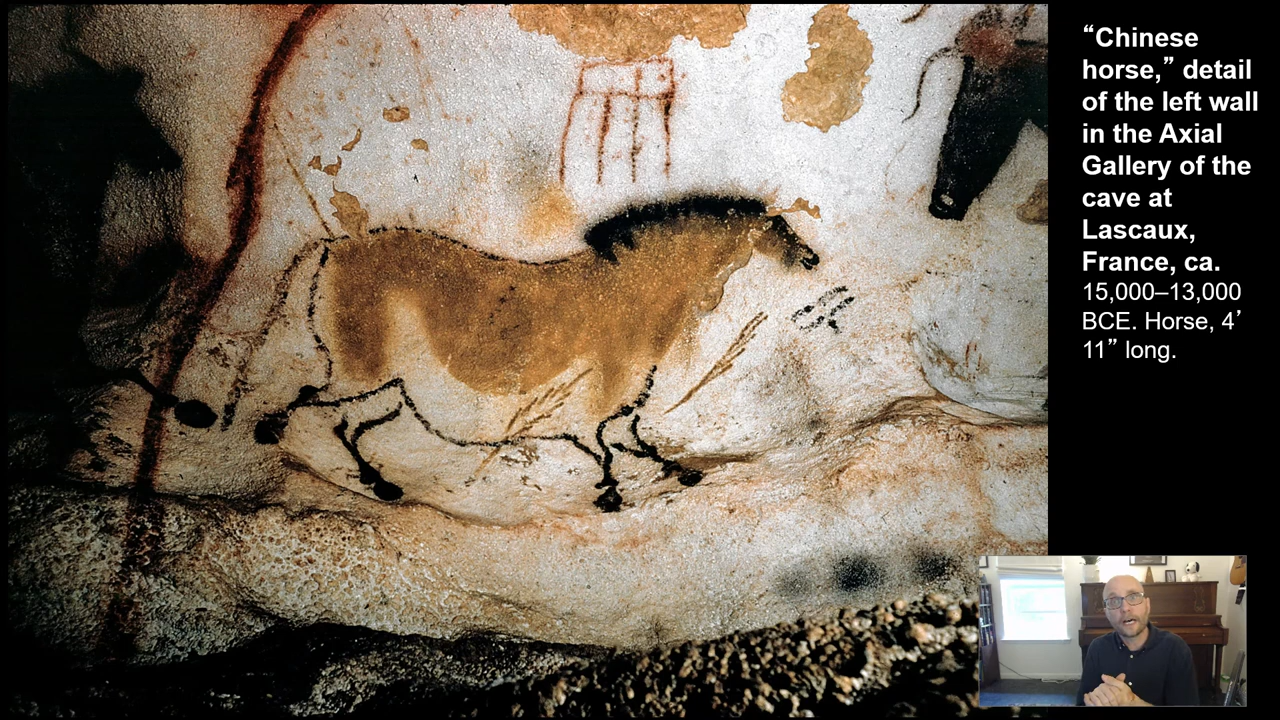 “Chinese
horse,” detail
of the left wall
in the Axial
Gallery of the
cave at
Lascaux,
France, ca.
15,000–13,000
BCE. Horse, 4’
11” long.